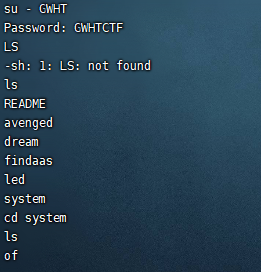 su - GWHT
Password: GWHTCTF
LS
-sh: 1: LS: not found
ls
README
avenged
dream
findaas
led
system
cd system
ls
of